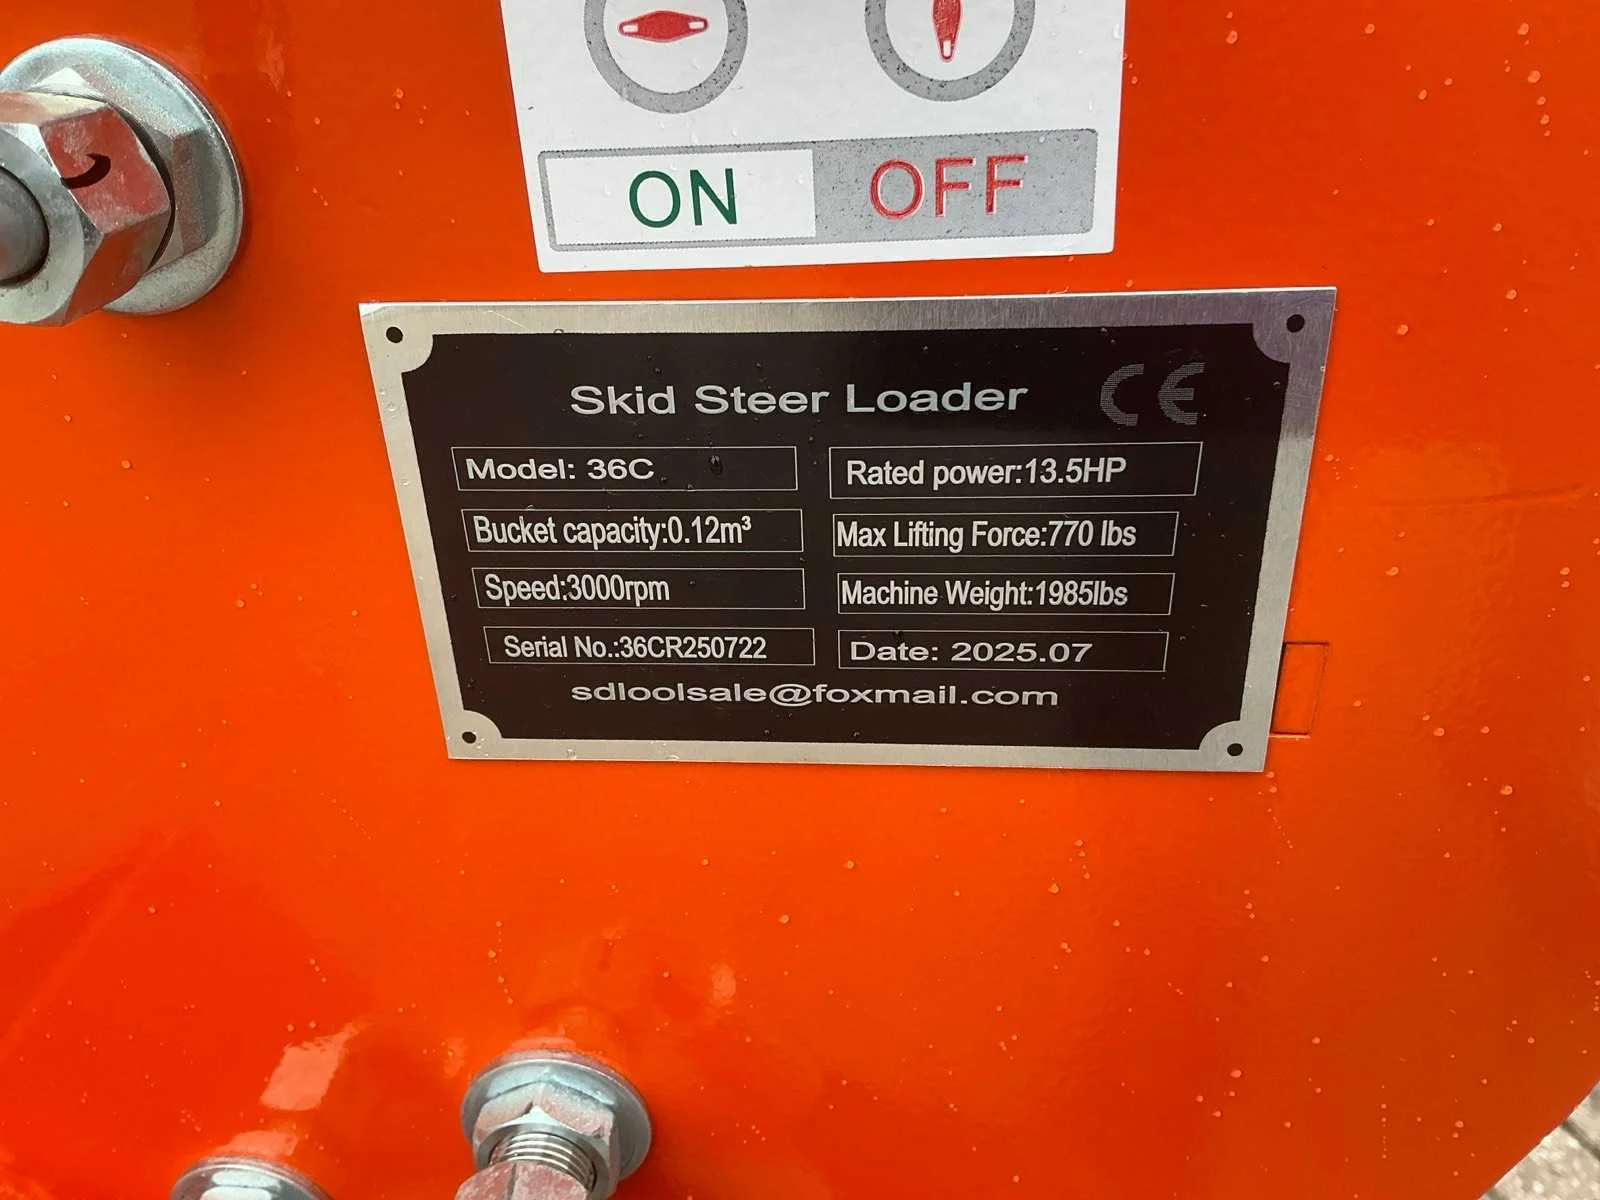 ON OFF
Skid Steer Loader CE
Model: 36C Rated power:13.5HP
Bucket capacity:0.12m³ Max Lifting Force:770 lbs
Speed:3000rpm Machine Weight:1985lbs
Serial No.:36CR250722 Date: 2025.07
sdloolsale@foxmail.com